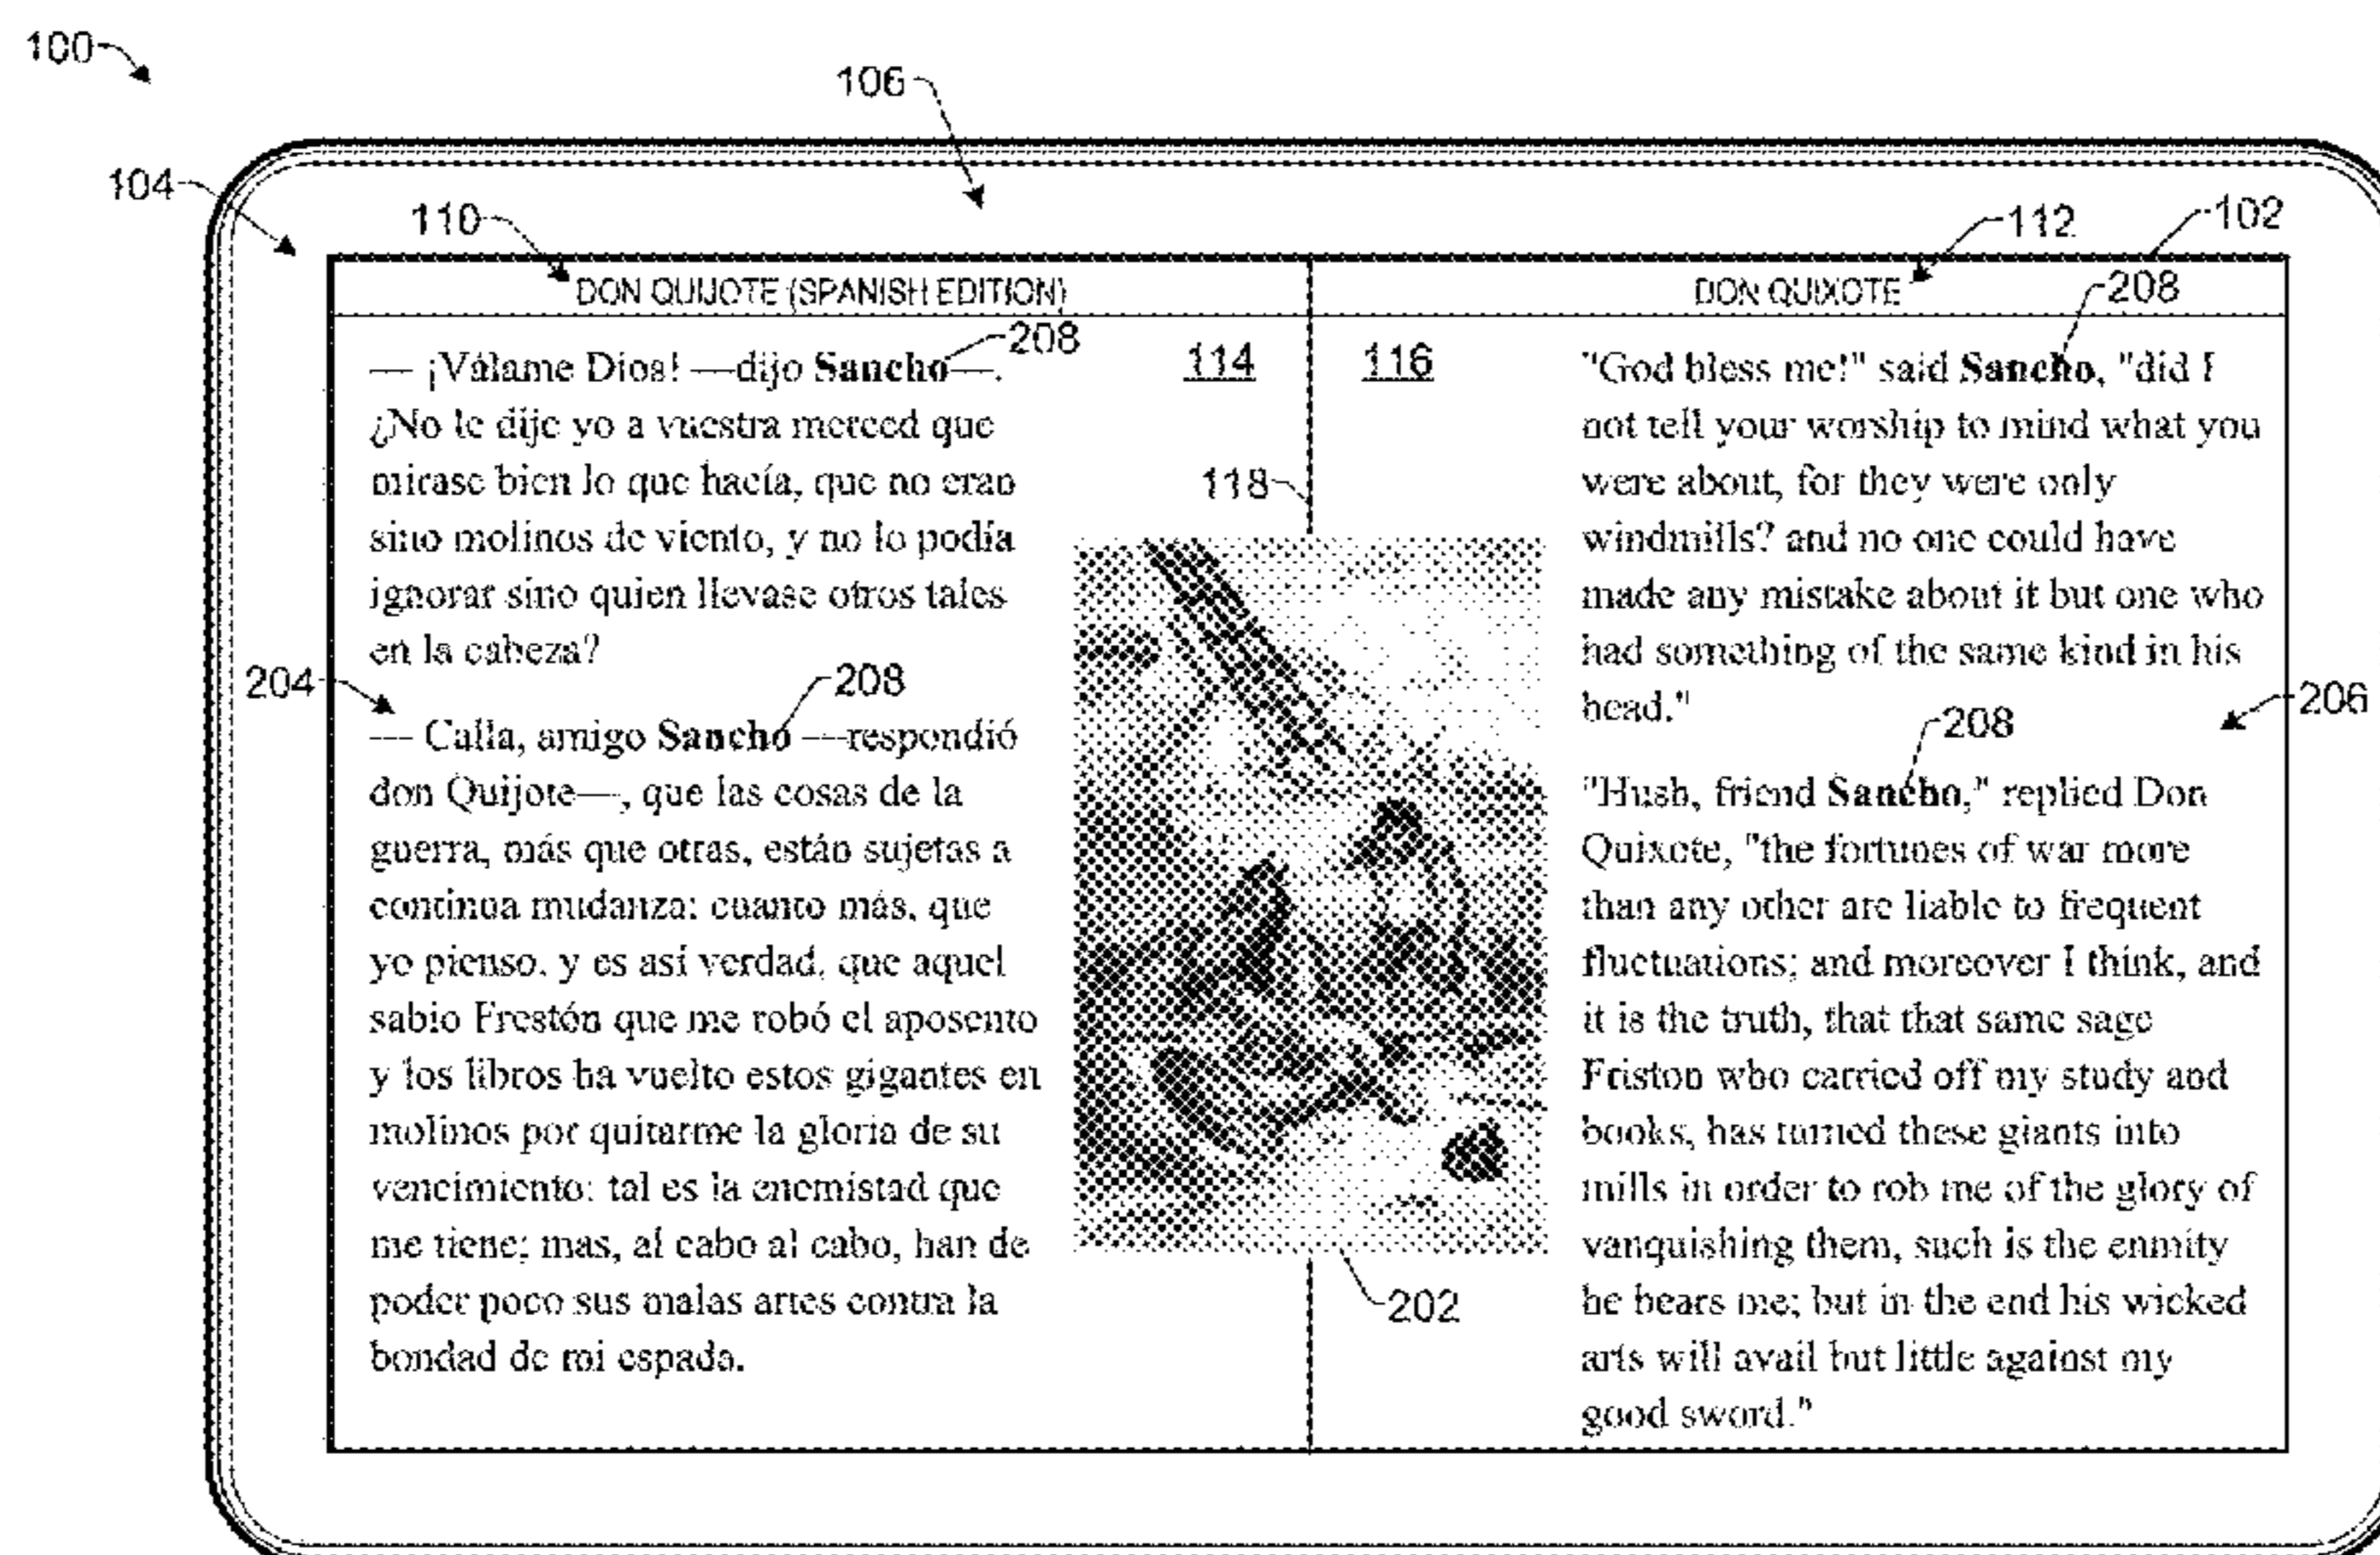 100
106
104
110
112
102
DON QUIJOTE (SPANISH EDITION)
DON QUIXOTE
208
208
114
116
— ¡Válame Dios! —dijo Sancho—.
¿No le dije yo a vuestra merced que
mirase bien lo que hacía, que no eran
sino molinos de viento, y no lo podía
ignorar sino quien llevase otros tales
en la cabeza?
204
208
— Calla, amigo Sancho —respondió
don Quijote—, que las cosas de la
guerra, más que otras, están sujetas a
continua mudanza: cuanto más, que
yo pienso, y es así verdad, que aquel
sabio Frestón que me robó el aposento
y los libros ha vuelto estos gigantes en
molinos por quitarme la gloria de su
vencimiento: tal es la enemistad que
me tiene; mas, al cabo al cabo, han de
poder poco sus malas artes contra la
bondad de mi espada.
118
202
"God bless me!" said Sancho, "did I
not tell your worship to mind what you
were about, for they were only
windmills? and no one could have
made any mistake about it but one who
had something of the same kind in his
head."
206
208
"Hush, friend Sancho," replied Don
Quixote, "the fortunes of war more
than any other are liable to frequent
fluctuations; and moreover I think, and
it is the truth, that that same sage
Friston who carried off my study and
books, has turned these giants into
mills in order to rob me of the glory of
vanquishing them, such is the enmity
he bears me; but in the end his wicked
arts will avail but little against my
good sword."